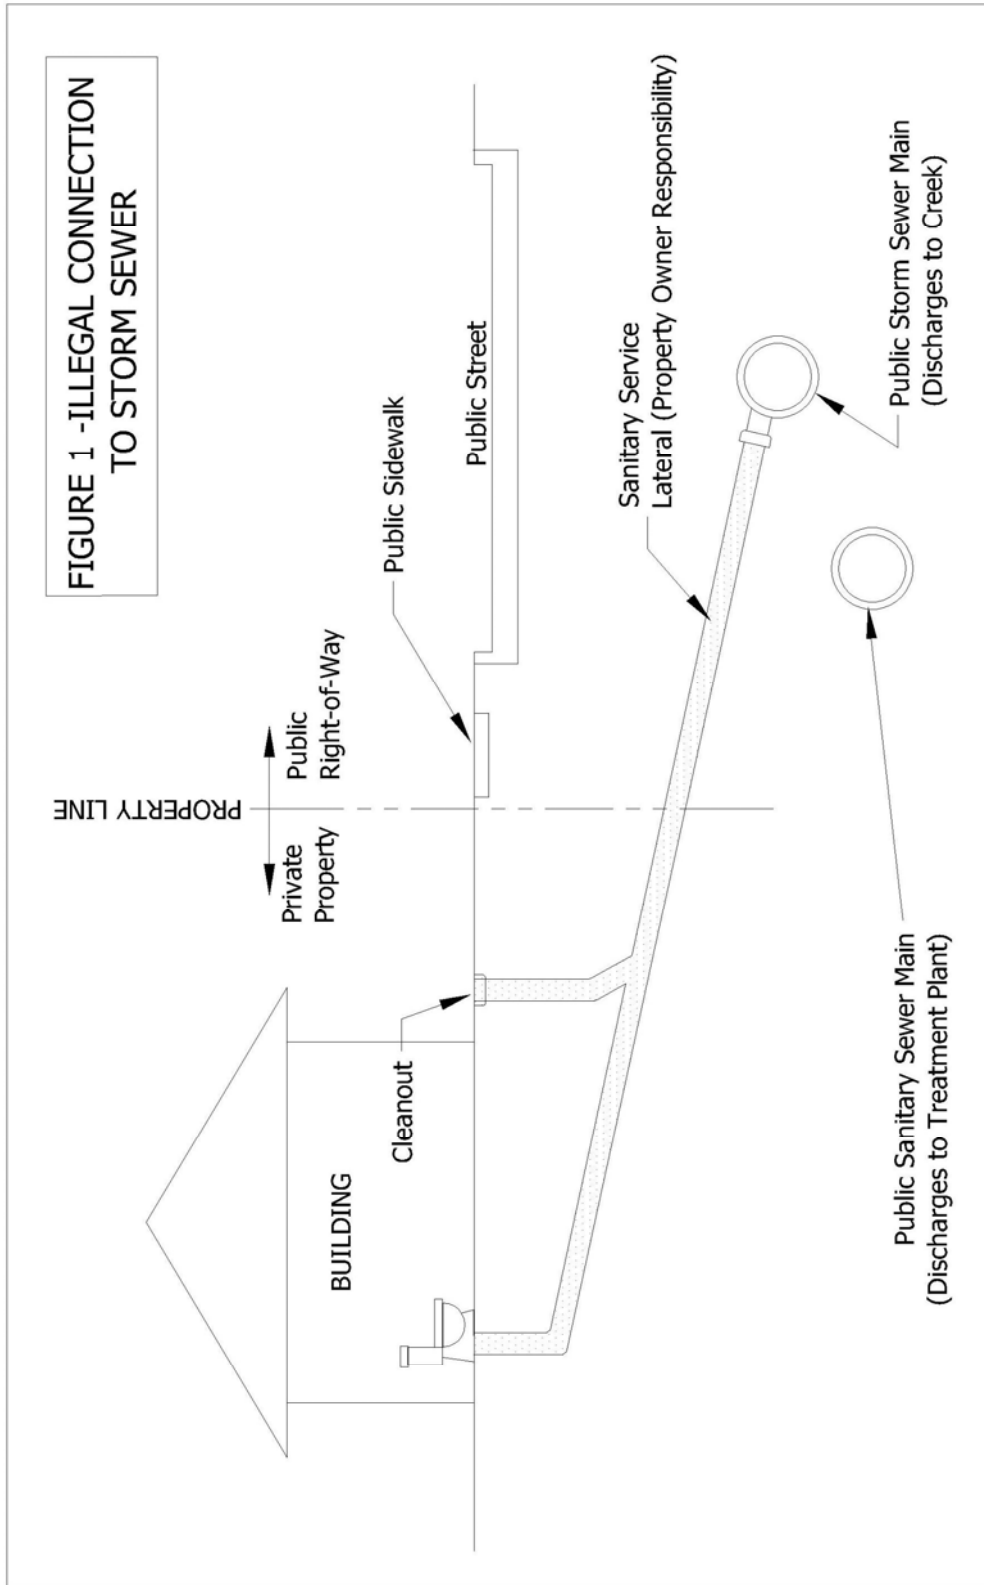 FIGURE 1 -ILLEGAL CONNECTION
TO STORM SEWER
PROPERTY LINE
Private
Property
Public
Right-of-Way
BUILDING
Cleanout
Public Sidewalk
Public Street
Sanitary Service
Lateral (Property Owner Responsibility)
Public Sanitary Sewer Main
(Discharges to Treatment Plant)
Public Storm Sewer Main
(Discharges to Creek)